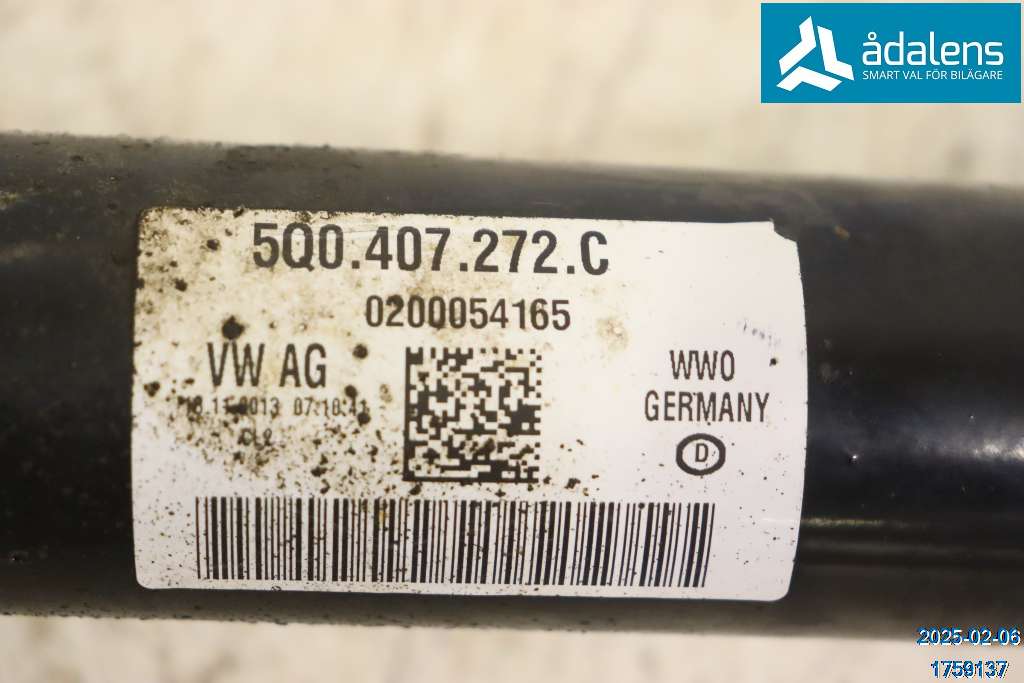 ådalens
SMART VAL FÖR BILÄGARE
5Q0.407.272.C
0200054165
VW AG
WWO
GERMANY
D
2025-02-06
1759137